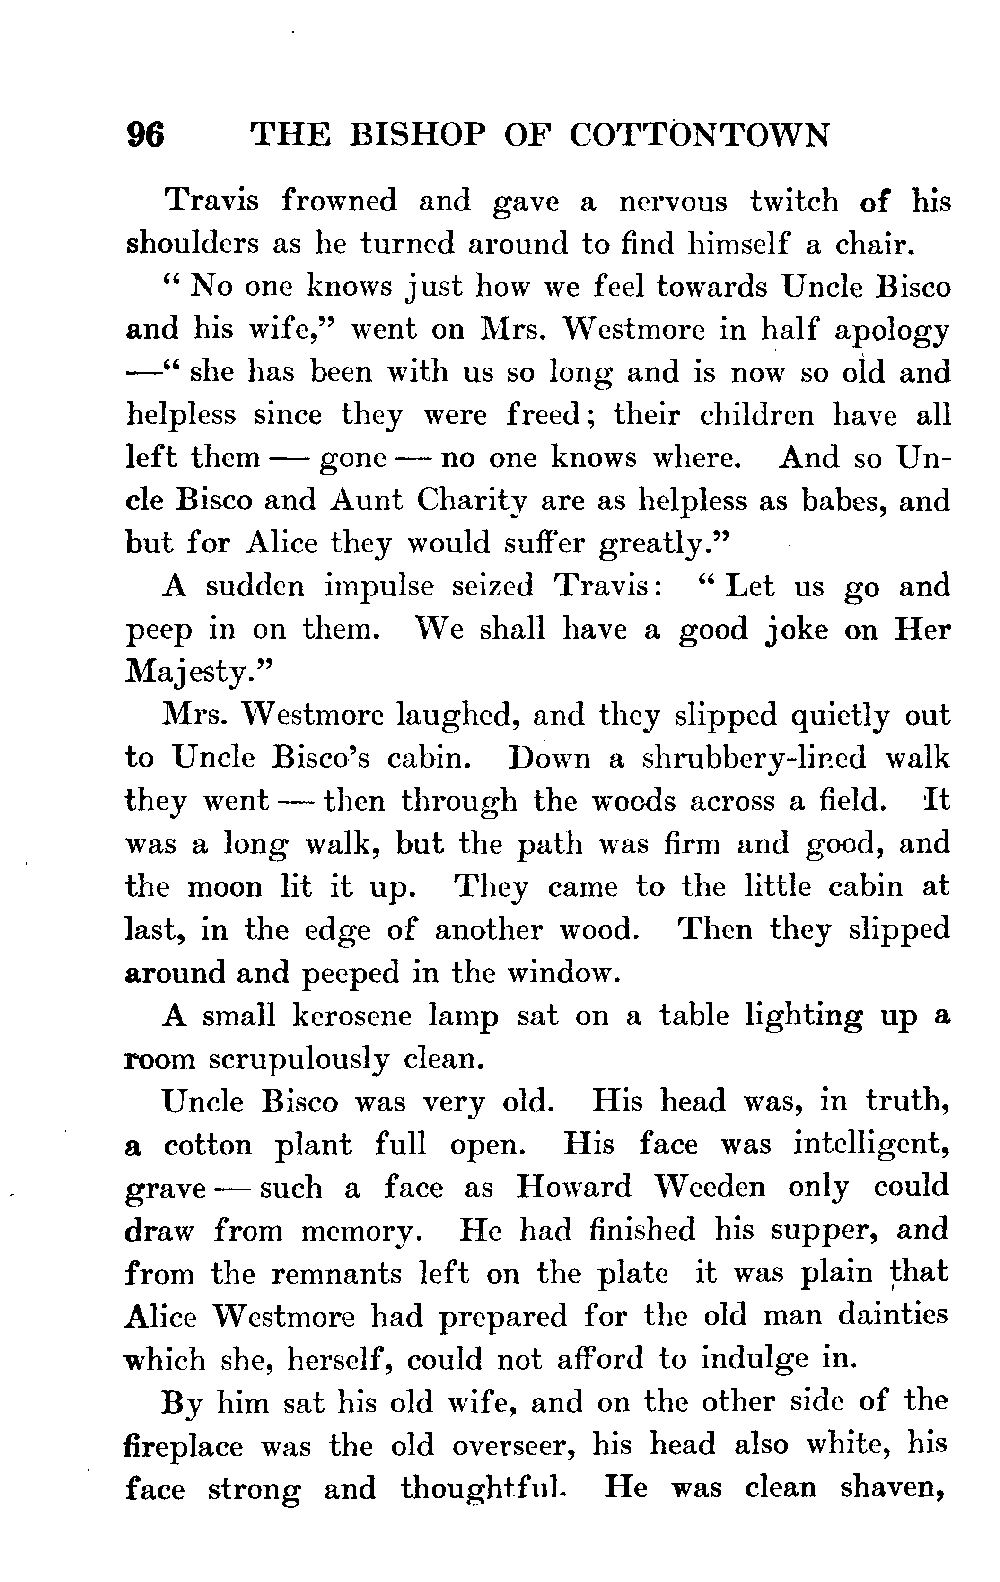 96 THE BISHOP OF COTTONTOWN
Travis frowned and gave a nervous twitch of his
shoulders as he turned around to find himself a chair.
“ No one knows just how we feel towards Uncle Bisco
and his wife,” went on Mrs. Westmore in half apology
—“ she has been with us so long and is now so old and
helpless since they were freed; their children have all
left them — gone — no one knows where. And so Un-
cle Bisco and Aunt Charity are as helpless as babes, and
but for Alice they would suffer greatly.”
A sudden impulse seized Travis: “ Let us go and
peep in on them. We shall have a good joke on Her
Majesty.”
Mrs. Westmore laughed, and they slipped quietly out
to Uncle Bisco’s cabin. Down a shrubbery-lined walk
they went — then through the woods across a field. It
was a long walk, but the path was firm and good, and
the moon lit it up. They came to the little cabin at
last, in the edge of another wood. Then they slipped
around and peeped in the window.
A small kerosene lamp sat on a table lighting up a
room scrupulously clean.
Uncle Bisco was very old. His head was, in truth,
a cotton plant full open. His face was intelligent,
grave — such a face as Howard Weeden only could
draw from memory. He had finished his supper, and
from the remnants left on the plate it was plain that
Alice Westmore had prepared for the old man dainties
which she, herself, could not afford to indulge in.
By him sat his old wife, and on the other side of the
fireplace was the old overseer, his head also white, his
face strong and thoughtful. He was clean shaven,